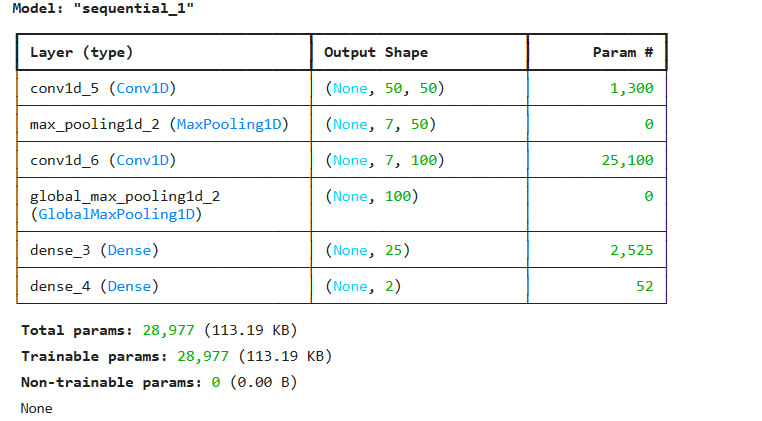 Model: "sequential_1"
Layer (type) Output Shape Param #
conv1d_5 (Conv1D) (None, 50, 50) 1,300
max_pooling1d_2 (MaxPooling1D) (None, 7, 50) 0
conv1d_6 (Conv1D) (None, 7, 100) 25,100
global_max_pooling1d_2 (None, 100) 0
(GlobalMaxPooling1D)
dense_3 (Dense) (None, 25) 2,525
dense_4 (Dense) (None, 2) 52
Total params: 28,977 (113.19 KB)
Trainable params: 28,977 (113.19 KB)
Non-trainable params: 0 (0.00 B)
None